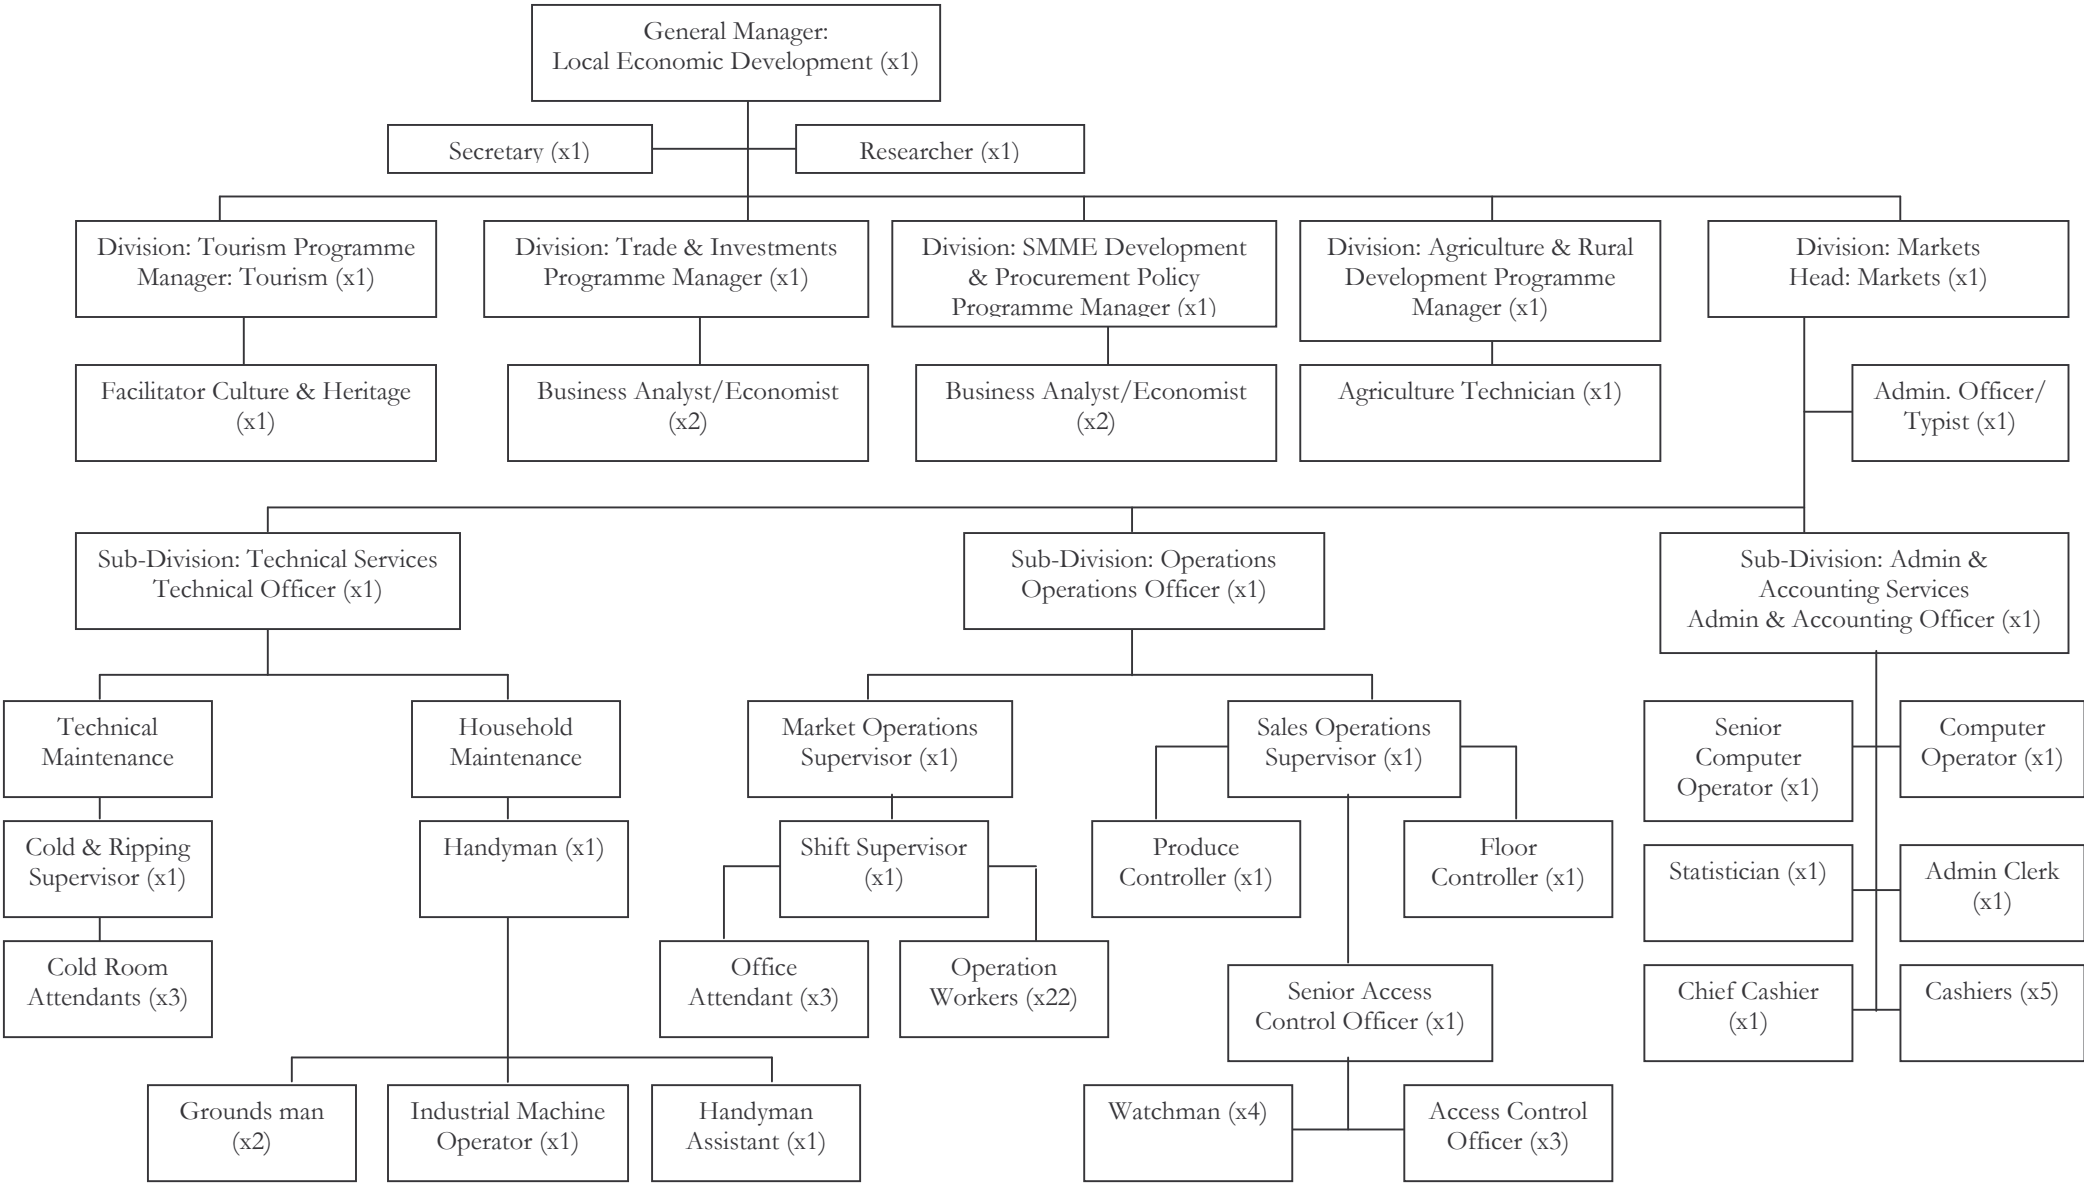 General Manager:
Local Economic Development (x1)
Secretary (x1)
Researcher (x1)
Division: Tourism Programme
Manager: Tourism (x1)
Division: Trade & Investments
Programme Manager (x1)
Division: SMME Development
& Procurement Policy
Programme Manager (x1)
Division: Agriculture & Rural
Development Programme
Manager (x1)
Division: Markets
Head: Markets (x1)
Facilitator Culture & Heritage
(x1)
Business Analyst/Economist
(x2)
Business Analyst/Economist
(x2)
Agriculture Technician (x1)
Admin. Officer/
Typist (x1)
Sub-Division: Technical Services
Technical Officer (x1)
Sub-Division: Operations
Operations Officer (x1)
Sub-Division: Admin &
Accounting Services
Admin & Accounting Officer (x1)
Technical
Maintenance
Household
Maintenance
Market Operations
Supervisor (x1)
Sales Operations
Supervisor (x1)
Senior
Computer
Operator (x1)
Computer
Operator (x1)
Cold & Ripping
Supervisor (x1)
Handyman (x1)
Shift Supervisor
(x1)
Produce
Controller (x1)
Floor
Controller (x1)
Statistician (x1)
Admin Clerk
(x1)
Cold Room
Attendants (x3)
Office
Attendant (x3)
Operation
Workers (x22)
Senior Access
Control Officer (x1)
Chief Cashier
(x1)
Cashiers (x5)
Grounds man
(x2)
Industrial Machine
Operator (x1)
Handyman
Assistant (x1)
Watchman (x4)
Access Control
Officer (x3)